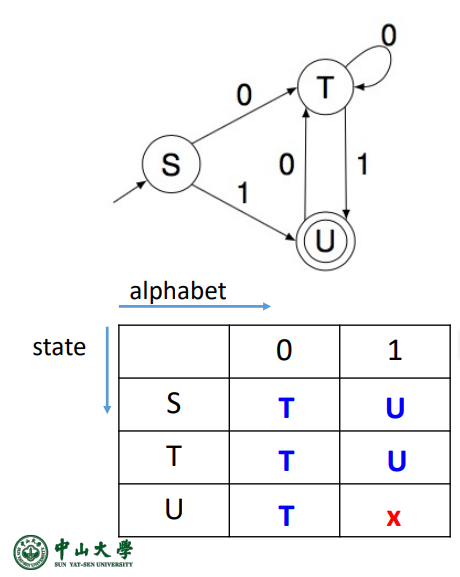 0
T
0
S
0
1
1
U
alphabet
state
0 1
S T U
T T U
U T x
中山大學
SUN YAT-SEN UNIVERSITY